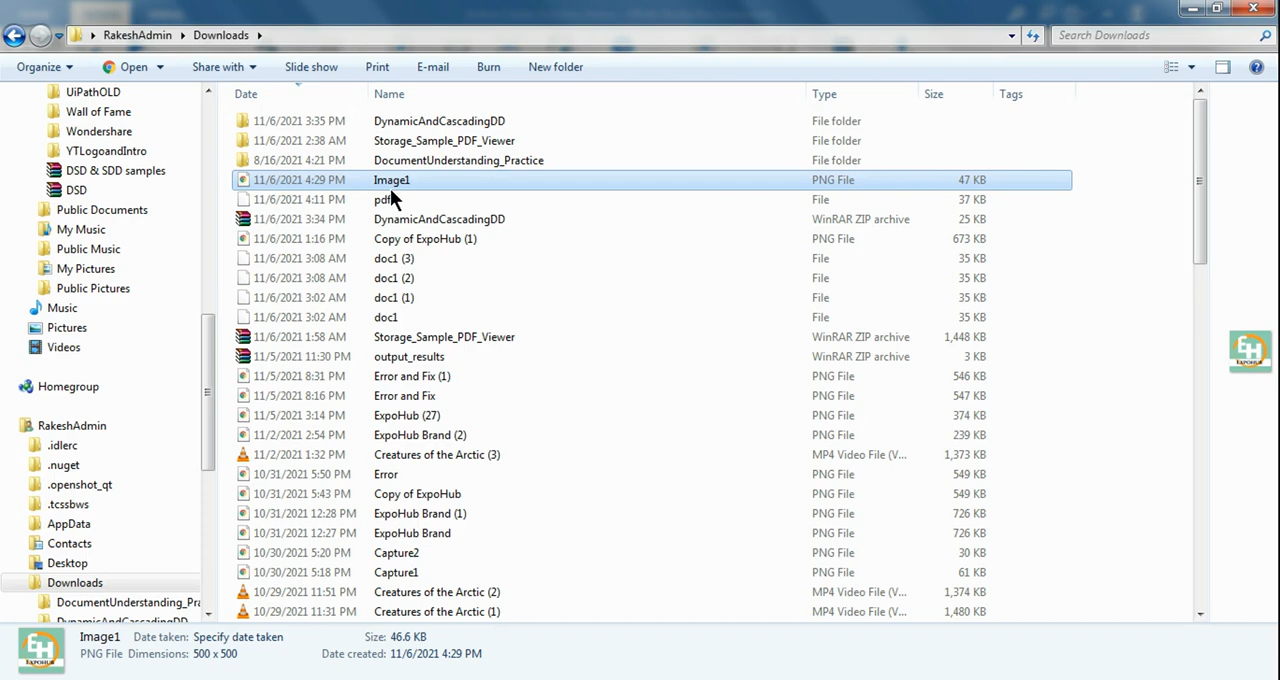 RakeshAdmin Downloads Search Downloads
Organize Open Share with Slide show Print E-mail Burn New folder
UiPathOLD
Wall of Fame
Wondershare
YTLogoandIntro
DSD & SDD samples
DSD
Public Documents
My Music
Public Music
My Pictures
Public Pictures
Music
Pictures
Videos
Homegroup
RakeshAdmin
.idlerc
.nuget
.openshot_qt
.tcssbws
AppData
Contacts
Desktop
Downloads
DocumentUnderstanding_Pra
DynamicAndCascadingDD
Date Name Type Size Tags
11/6/2021 3:35 PM DynamicAndCascadingDD File folder
11/6/2021 2:38 AM Storage_Sample_PDF_Viewer File folder
8/16/2021 4:21 PM DocumentUnderstanding_Practice File folder
11/6/2021 4:29 PM Image1 PNG File 47 KB
11/6/2021 4:11 PM pdf File 37 KB
11/6/2021 3:34 PM DynamicAndCascadingDD WinRAR ZIP archive 25 KB
11/6/2021 1:16 PM Copy of ExpoHub (1) PNG File 673 KB
11/6/2021 3:08 AM doc1 (3) File 35 KB
11/6/2021 3:08 AM doc1 (2) File 35 KB
11/6/2021 3:02 AM doc1 (1) File 35 KB
11/6/2021 3:02 AM doc1 File 35 KB
11/6/2021 1:58 AM Storage_Sample_PDF_Viewer WinRAR ZIP archive 1,448 KB
11/5/2021 11:30 PM output_results WinRAR ZIP archive 3 KB
11/5/2021 8:31 PM Error and Fix (1) PNG File 546 KB
11/5/2021 8:16 PM Error and Fix PNG File 547 KB
11/5/2021 3:14 PM ExpoHub (27) PNG File 374 KB
11/2/2021 2:54 PM ExpoHub Brand (2) PNG File 239 KB
11/2/2021 1:32 PM Creatures of the Arctic (3) MP4 Video File (V... 1,373 KB
10/31/2021 5:50 PM Error PNG File 549 KB
10/31/2021 5:43 PM Copy of ExpoHub PNG File 549 KB
10/31/2021 12:28 PM ExpoHub Brand (1) PNG File 726 KB
10/31/2021 12:27 PM ExpoHub Brand PNG File 726 KB
10/30/2021 5:20 PM Capture2 PNG File 30 KB
10/30/2021 5:18 PM Capture1 PNG File 61 KB
10/29/2021 11:51 PM Creatures of the Arctic (2) MP4 Video File (V... 1,374 KB
10/29/2021 11:31 PM Creatures of the Arctic (1) MP4 Video File (V... 1,480 KB
EH
EXPOHUB
Image1 Date taken: Specify date taken Size: 46.6 KB
PNG File Dimensions: 500 x 500 Date created: 11/6/2021 4:29 PM
EH
EXPOHUB